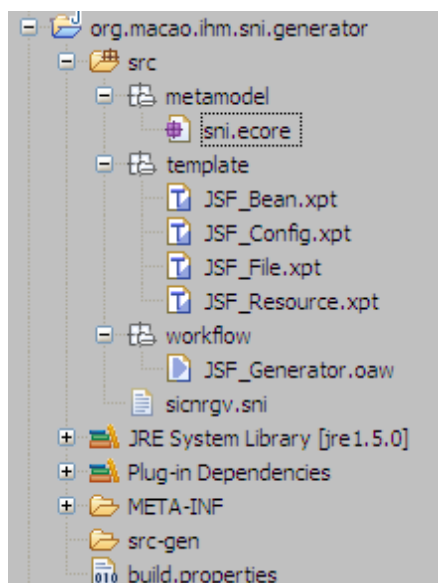 org.macao.ihm.sni.generator
src
metamodel
sni.ecore
template
JSF_Bean.xpt
JSF_Config.xpt
JSF_File.xpt
JSF_Resource.xpt
workflow
JSF_Generator.oaw
sicnrgv.sni
JRE System Library [jre1.5.0]
Plug-in Dependencies
META-INF
src-gen
build.properties